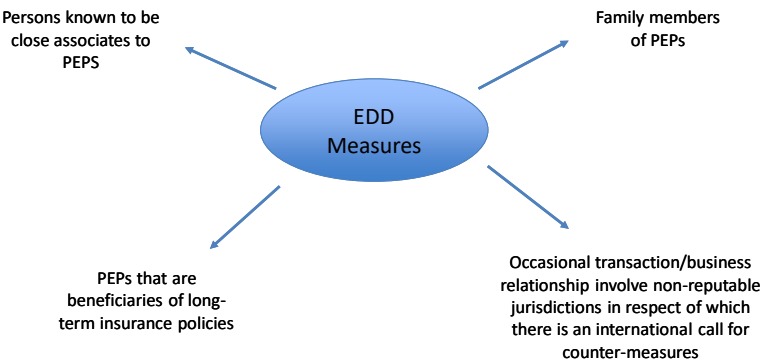 Persons known to be
close associates to
PEPS
Family members
of PEPs
EDD
Measures
PEPs that are
beneficiaries of long-
term insurance policies
Occasional transaction/business
relationship involve non-reputable
jurisdictions in respect of which
there is an international call for
counter-measures